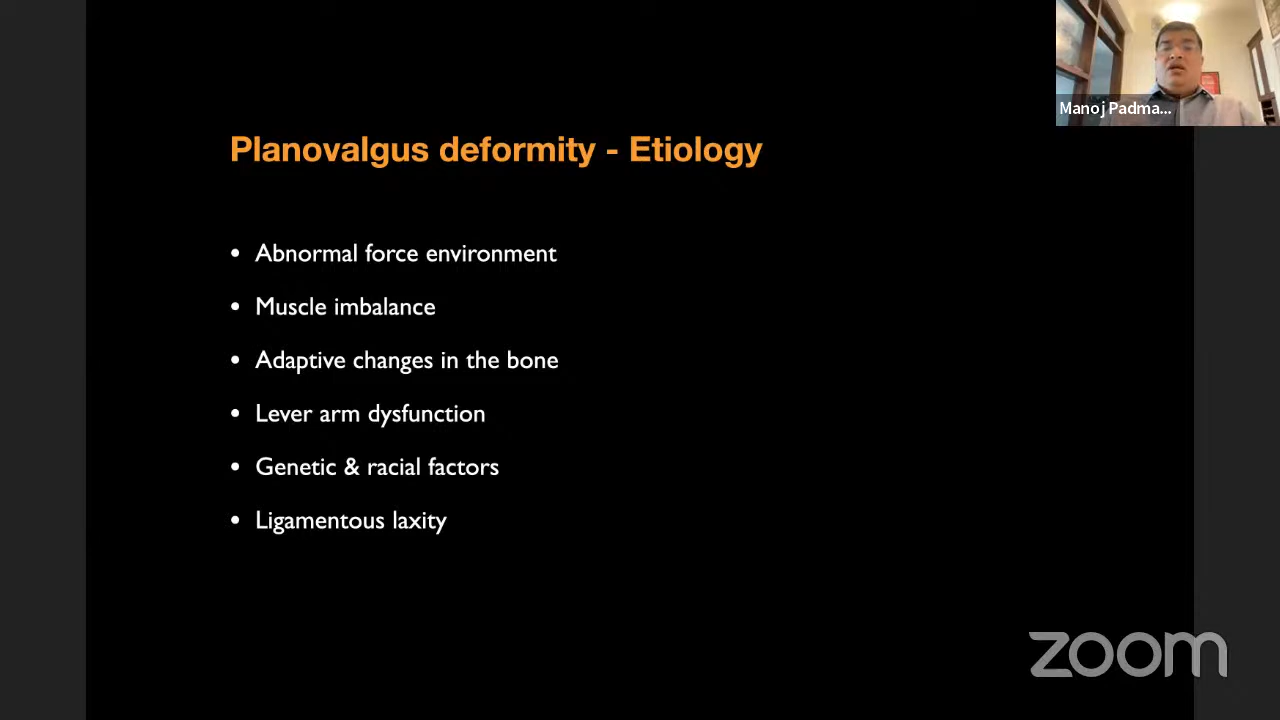 Manoj Padma...
Planovalgus deformity - Etiology
• Abnormal force environment
• Muscle imbalance
• Adaptive changes in the bone
• Lever arm dysfunction
• Genetic & racial factors
• Ligamentous laxity
zoom